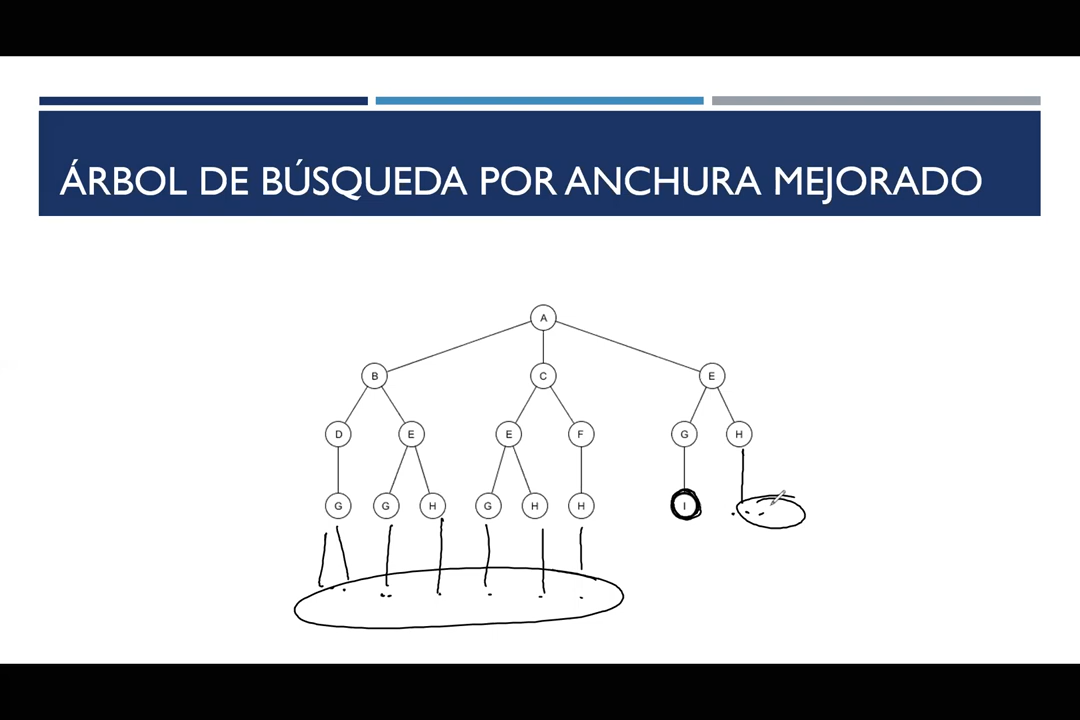 ÁRBOL DE BÚSQUEDA POR ANCHURA MEJORADO
A
B C E
D E E F G H
G G H G H H I